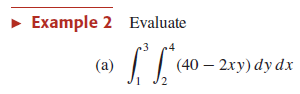 ▶ Example 2 Evaluate
(a) ∫₁³ ∫₂⁴ (40 – 2xy) dy dx